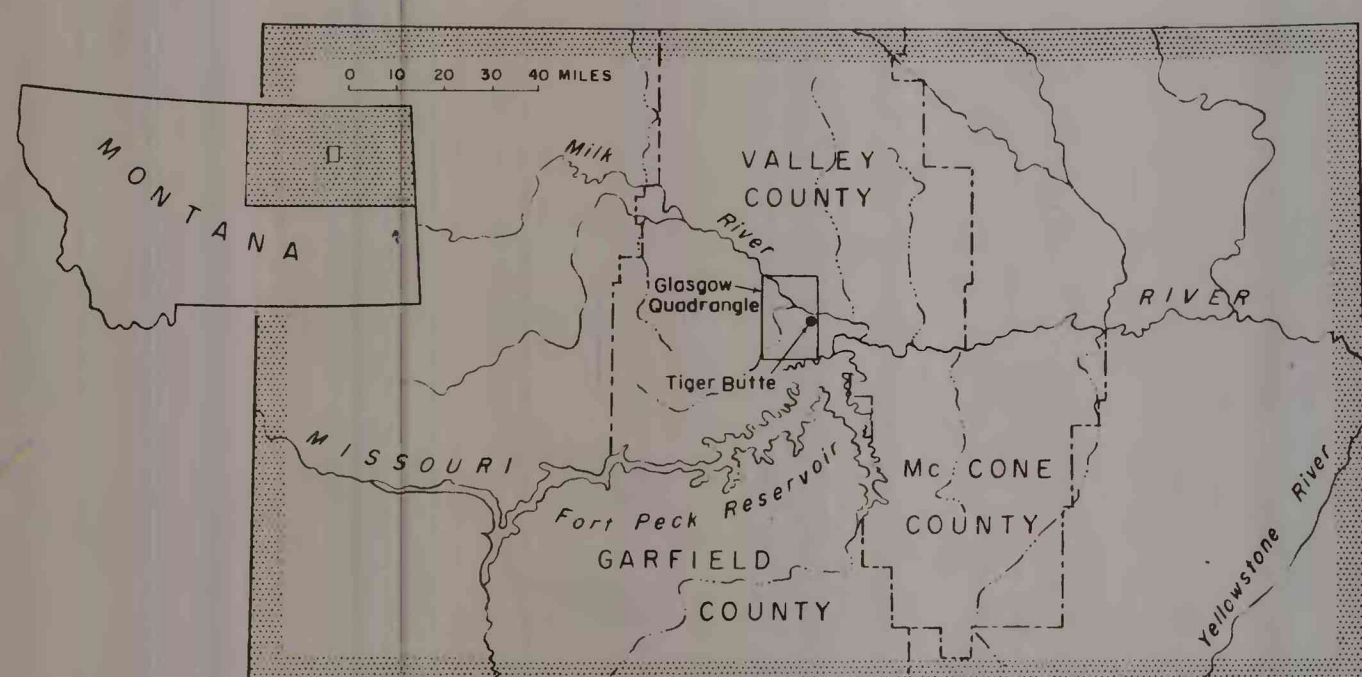 0 10 20 30 40 MILES
MONTANA
Milk
River
VALLEY
COUNTY
Glasgow
Quadrangle
Tiger Butte
RIVER
MISSOURI
Fort Peck Reservoir
Mc CONE
COUNTY
GARFIELD
COUNTY
Yellowstone River